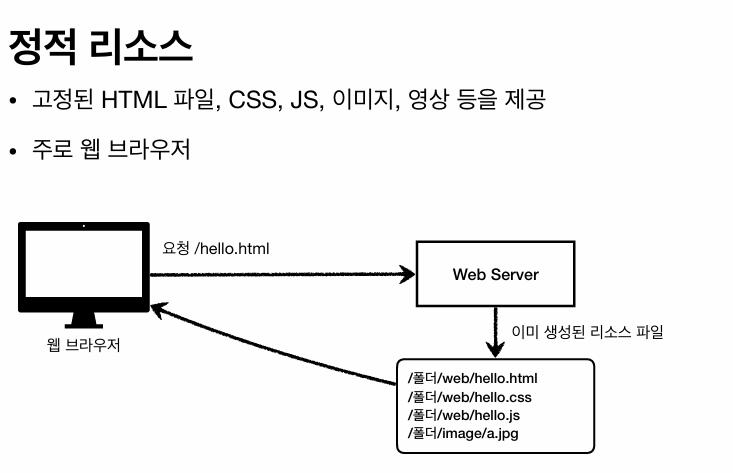 정적 리소스
• 고정된 HTML 파일, CSS, JS, 이미지, 영상 등을 제공
• 주로 웹 브라우저
요청 /hello.html
Web Server
웹 브라우저
이미 생성된 리소스 파일
/폴더/web/hello.html
/폴더/web/hello.css
/폴더/web/hello.js
/폴더/image/a.jpg